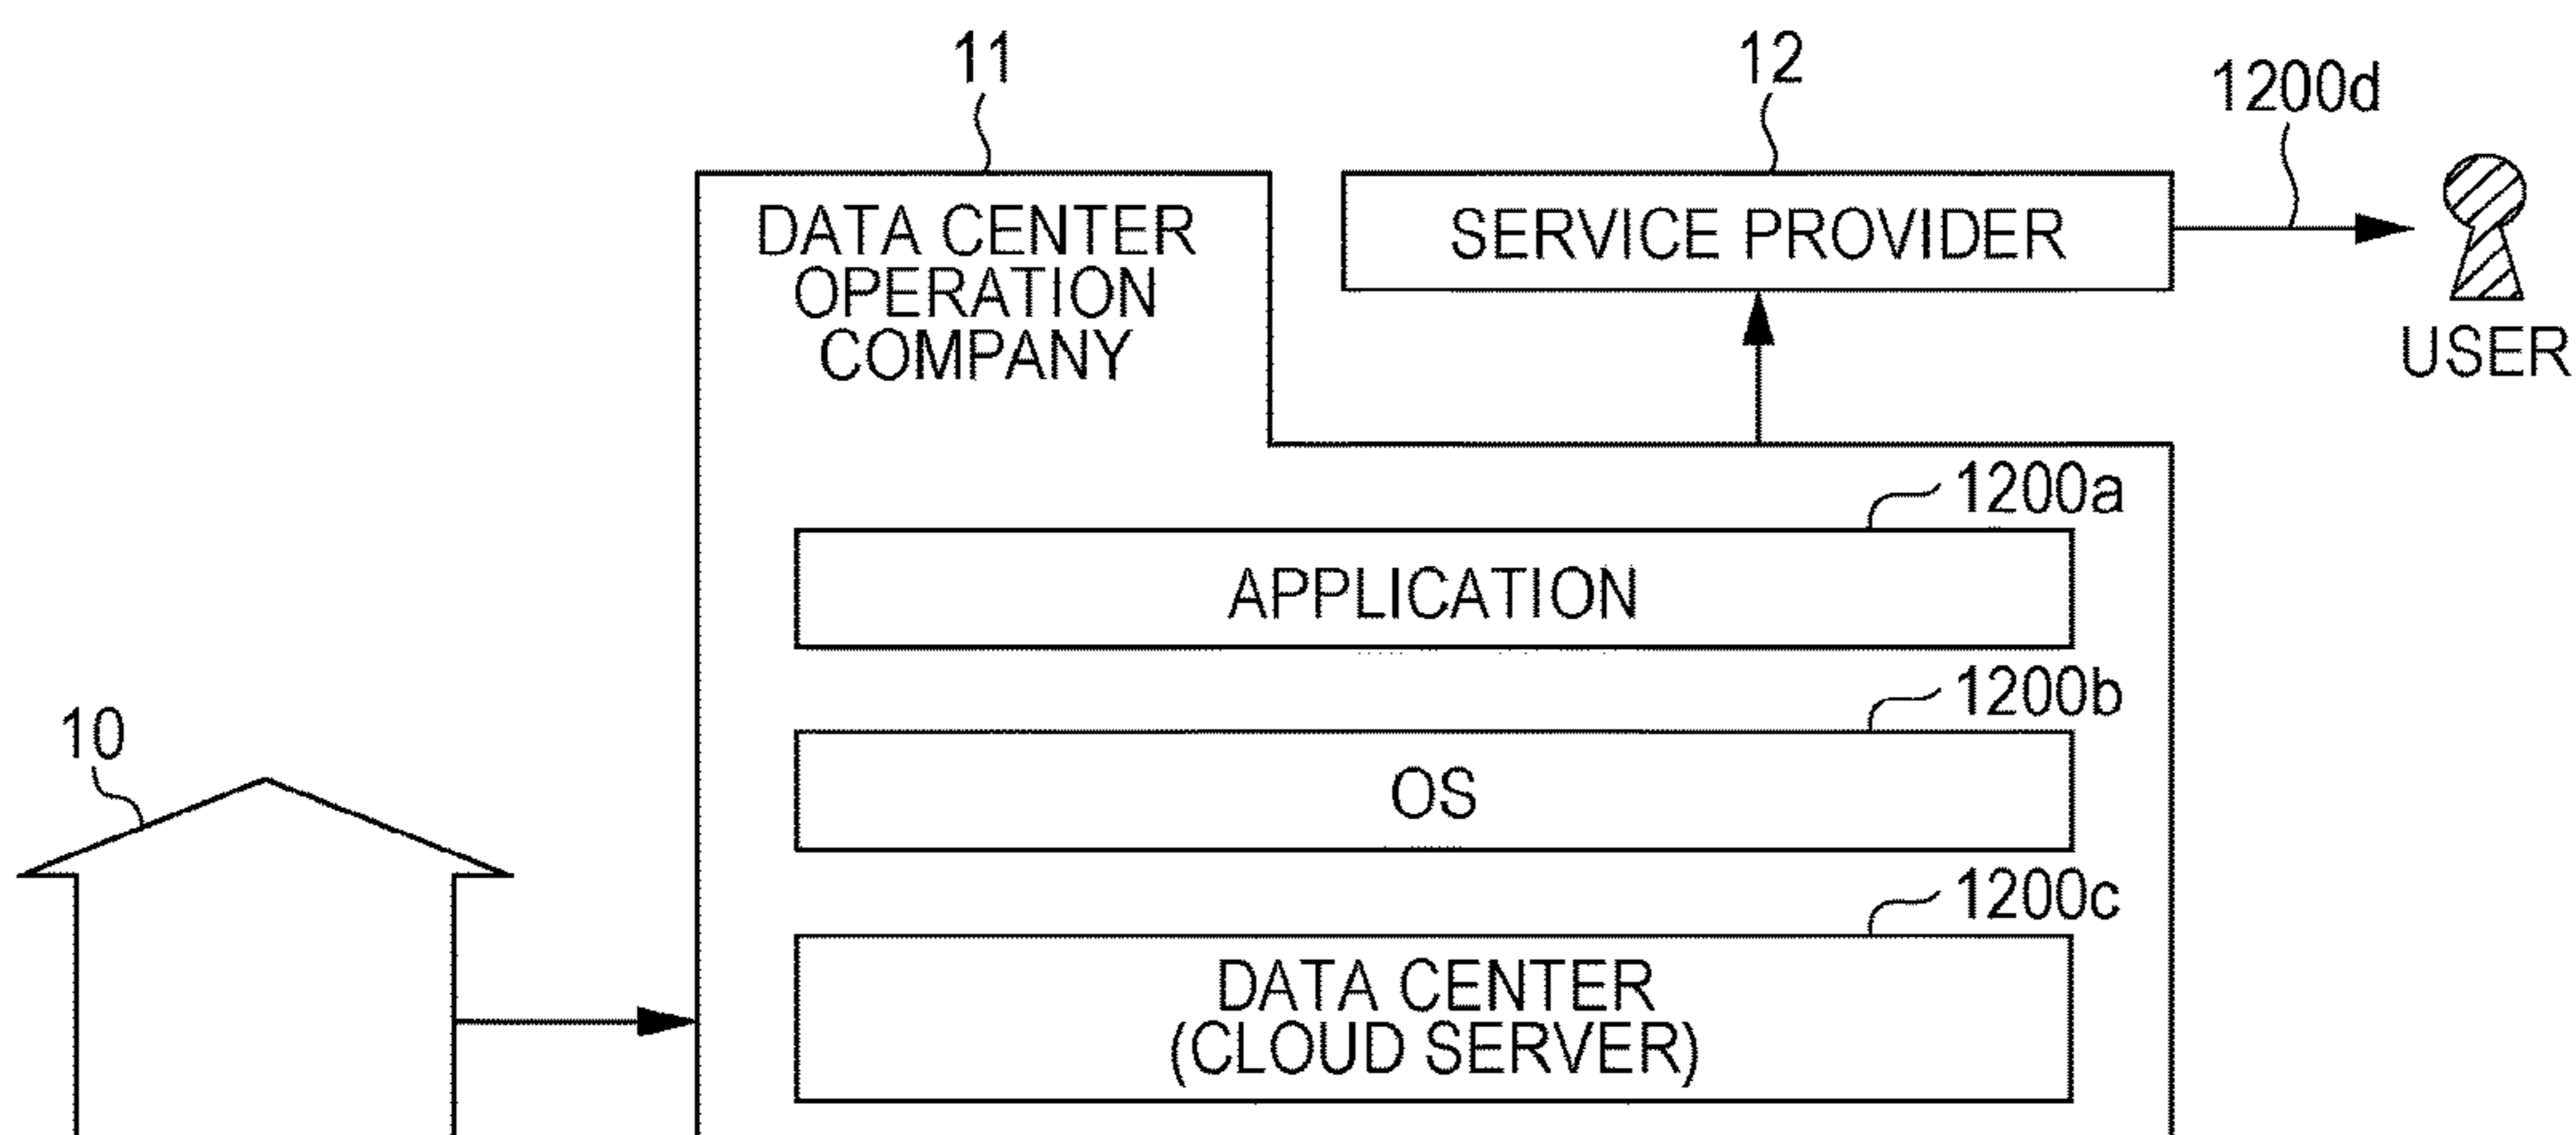 11
12
1200d
DATA CENTER
OPERATION
COMPANY
SERVICE PROVIDER
USER
1200a
APPLICATION
1200b
OS
10
1200c
DATA CENTER
(CLOUD SERVER)